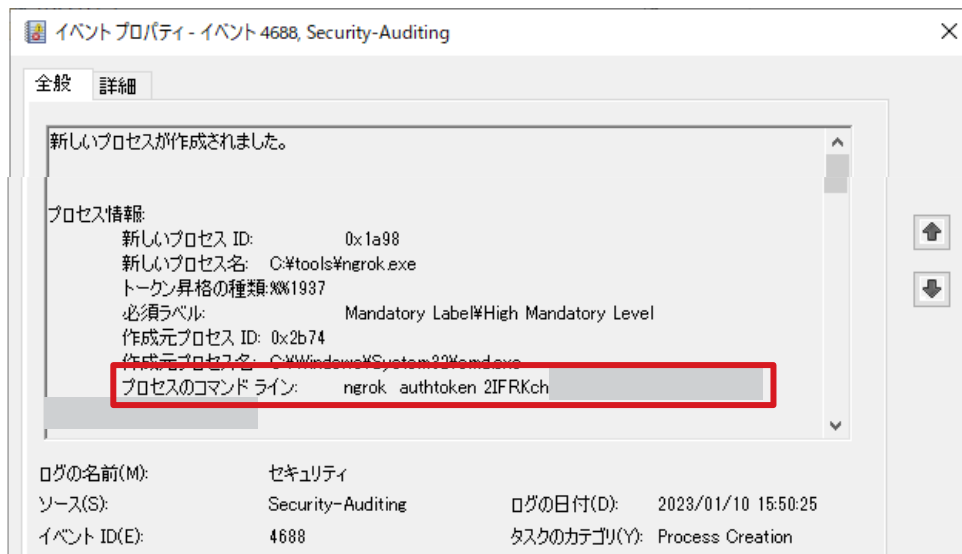 イベント プロパティ - イベント 4688, Security-Auditing
全般 詳細
新しいプロセスが作成されました。
プロセス情報:
新しいプロセス ID: 0x1a98
新しいプロセス名: C:¥tools¥ngrok.exe
トークン昇格の種類:%%1937
必須ラベル: Mandatory Label¥High Mandatory Level
作成元プロセス ID: 0x2b74
作成元プロセス名: C:¥Windows¥System32¥cmd.exe
プロセスのコマンド ライン: ngrok authtoken 2IFRKch
ログの名前(M): セキュリティ
ソース(S): Security-Auditing ログの日付(D): 2023/01/10 15:50:25
イベント ID(E): 4688 タスクのカテゴリ(Y): Process Creation